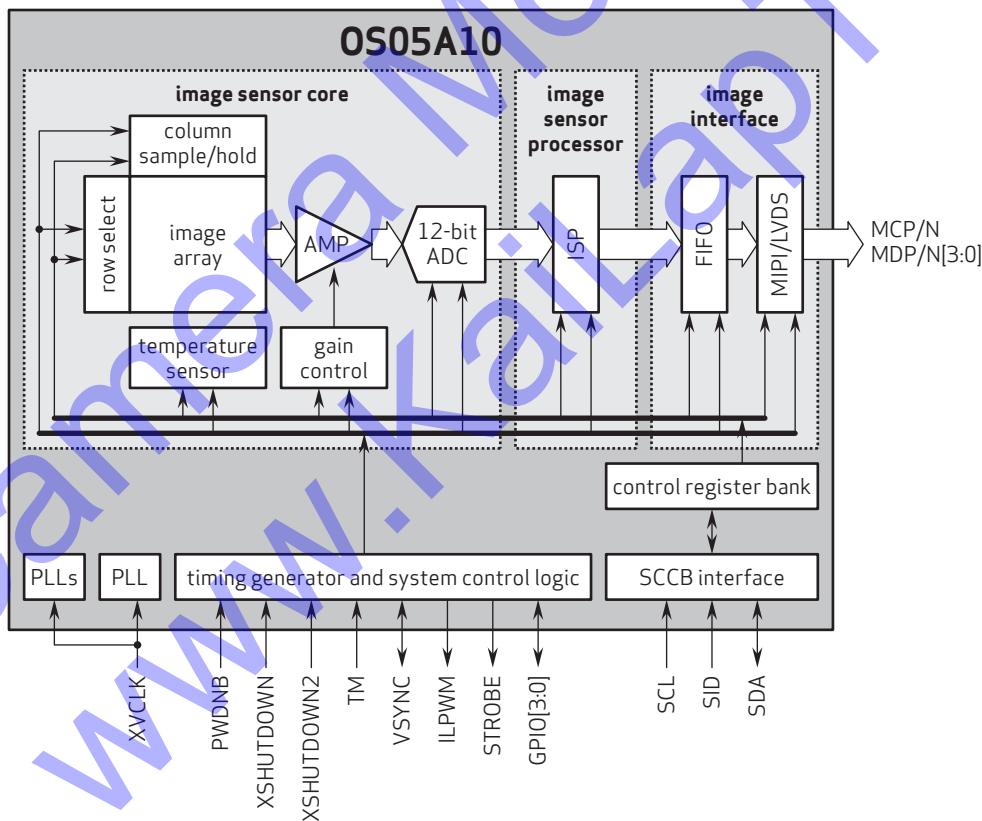 OS05A10
image sensor core
image
sensor
processor
image
interface
column
sample/hold
row select
image
array
AMP
12-bit
ADC
ISP
FIFO
MIPI/LVDS
MCP/N
MDP/N[3:0]
temperature
sensor
gain
control
control register bank
PLLs
PLL
timing generator and system control logic
SCCB interface
XVCLK
PWDNB
XSHUTDOWN
XSHUTDOWN2
TM
VSYNC
ILPWM
STROBE
GPIO[3:0]
SCL
SID
SDA
www.KaiLap